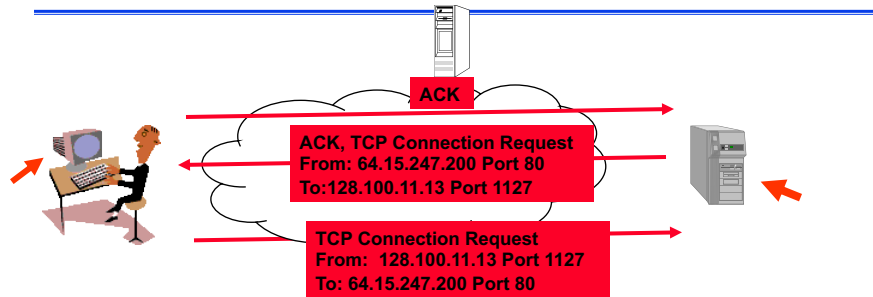 ACK
ACK, TCP Connection Request
From: 64.15.247.200 Port 80
To:128.100.11.13 Port 1127
TCP Connection Request
From: 128.100.11.13 Port 1127
To: 64.15.247.200 Port 80